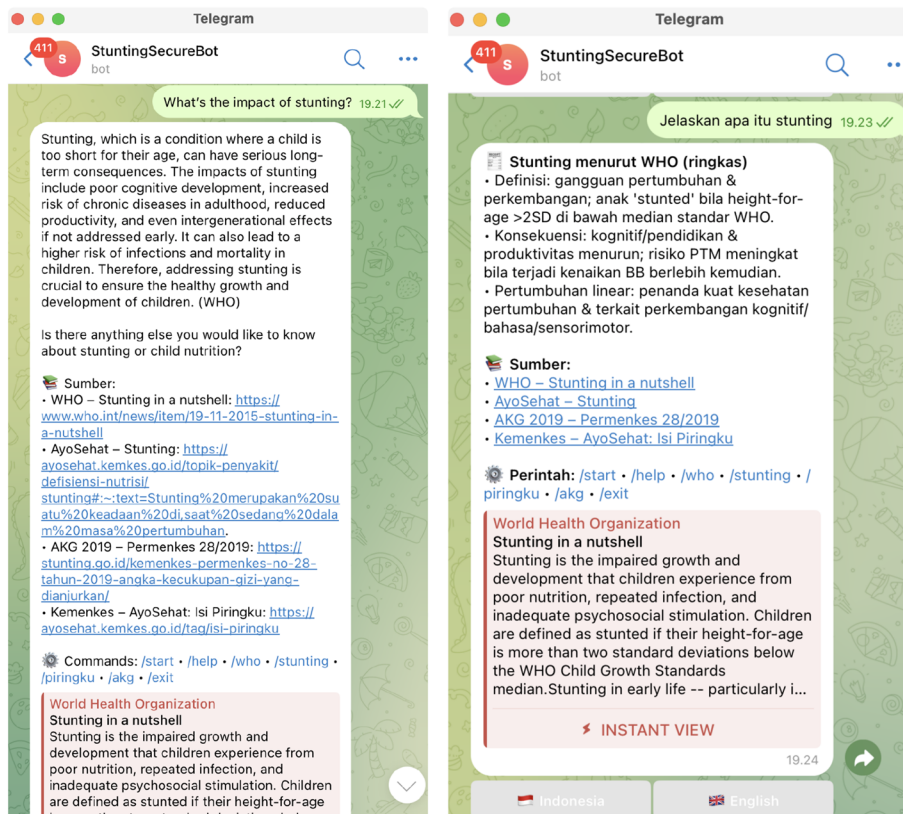 Telegram
411
S
StuntingSecureBot
bot
What's the impact of stunting? 19.21
Stunting, which is a condition where a child is
too short for their age, can have serious long-
term consequences. The impacts of stunting
include poor cognitive development, increased
risk of chronic diseases in adulthood, reduced
productivity, and even intergenerational effects
if not addressed early. It can also lead to a
higher risk of infections and mortality in
children. Therefore, addressing stunting is
crucial to ensure the healthy growth and
development of children. (WHO)
Is there anything else you would like to know
about stunting or child nutrition?
📚 Sumber:
• WHO – Stunting in a nutshell: https://
www.who.int/news/item/19-11-2015-stunting-in-
a-nutshell
• AyoSehat – Stunting: https://
ayosehat.kemkes.go.id/topik-penyakit/
defisiensi-nutrisi/
stunting#:~:text=Stunting%20merupakan%20su
atu%20keadaan%20di,saat%20sedang%20dala
m%20masa%20pertumbuhan.
• AKG 2019 – Permenkes 28/2019: https://
stunting.go.id/kemenkes-permenkes-no-28-
tahun-2019-angka-kecukupan-gizi-yang-
dianjurkan/
• Kemenkes – AyoSehat: Isi Piringku: https://
ayosehat.kemkes.go.id/tag/isi-piringku
⚙️ Commands: /start • /help • /who • /stunting •
/piringku • /akg • /exit
World Health Organization
Stunting in a nutshell
Stunting is the impaired growth and
development that children experience from
poor nutrition, repeated infection, and
inadequate psychosocial stimulation. Children
are defined as stunted if their height-for-age
Telegram
411
S
StuntingSecureBot
bot
Jelaskan apa itu stunting 19.23
Stunting menurut WHO (ringkas)
• Definisi: gangguan pertumbuhan &
perkembangan; anak 'stunted' bila height-for-
age >2SD di bawah median standar WHO.
• Konsekuensi: kognitif/pendidikan &
produktivitas menurun; risiko PTM meningkat
bila terjadi kenaikan BB berlebih kemudian.
• Pertumbuhan linear: penanda kuat kesehatan
pertumbuhan & terkait perkembangan kognitif/
bahasa/sensorimotor.
📚 Sumber:
• WHO – Stunting in a nutshell
• AyoSehat – Stunting
• AKG 2019 – Permenkes 28/2019
• Kemenkes – AyoSehat: Isi Piringku
⚙️ Perintah: /start • /help • /who • /stunting • /
piringku • /akg • /exit
World Health Organization
Stunting in a nutshell
Stunting is the impaired growth and
development that children experience from
poor nutrition, repeated infection, and
inadequate psychosocial stimulation. Children
are defined as stunted if their height-for-age
is more than two standard deviations below
the WHO Child Growth Standards
median.Stunting in early life -- particularly i...
INSTANT VIEW
19.24
Indonesia
English